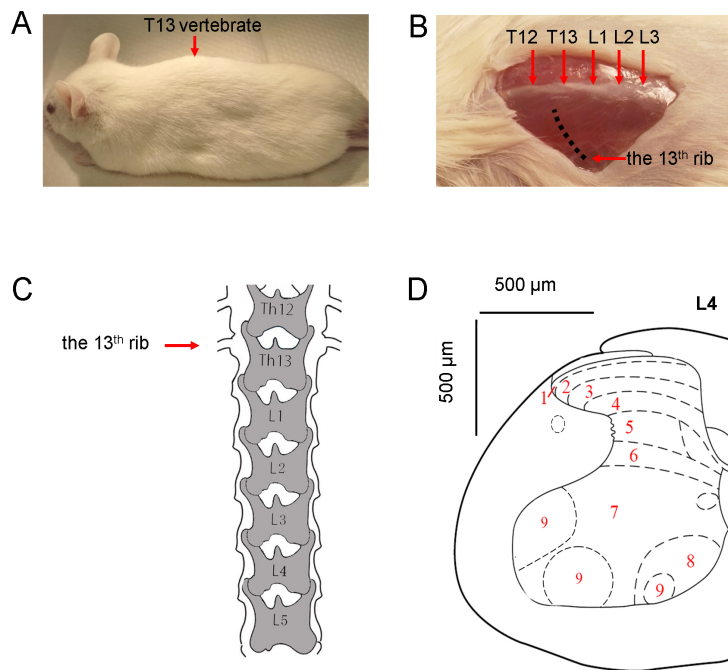 A
T13 vertebrate
B
T12 T13 L1 L2 L3
the 13th rib
C
the 13th rib
Th12
Th13
L1
L2
L3
L4
L5
D
500 µm
L4
500 µm
1
2
3
4
5
6
7
8
9
9
9